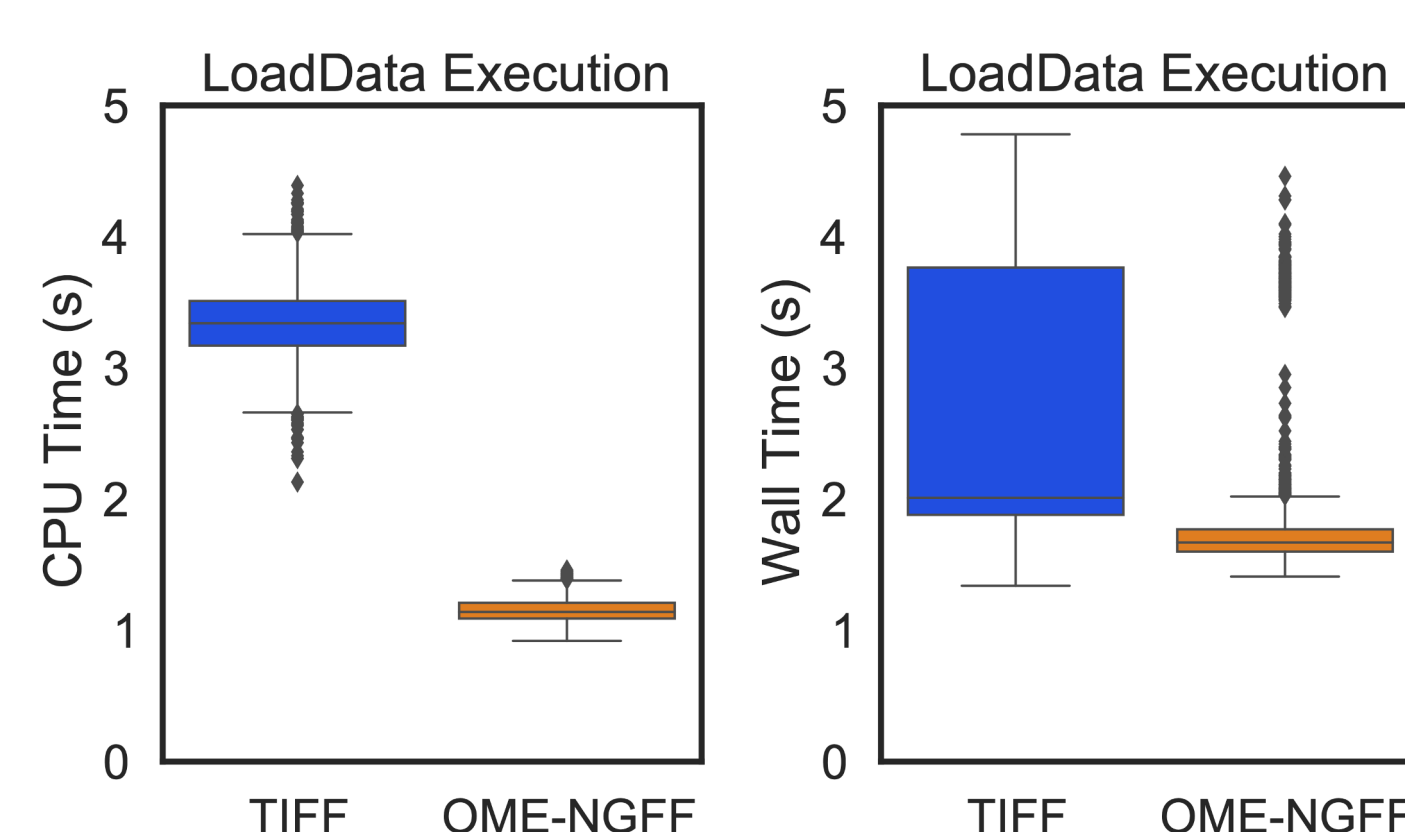 LoadData Execution
5
4
3
2
1
0
CPU Time (s)
TIFF
OME-NGFF
LoadData Execution
5
4
3
2
1
0
Wall Time (s)
TIFF
OME-NGFF